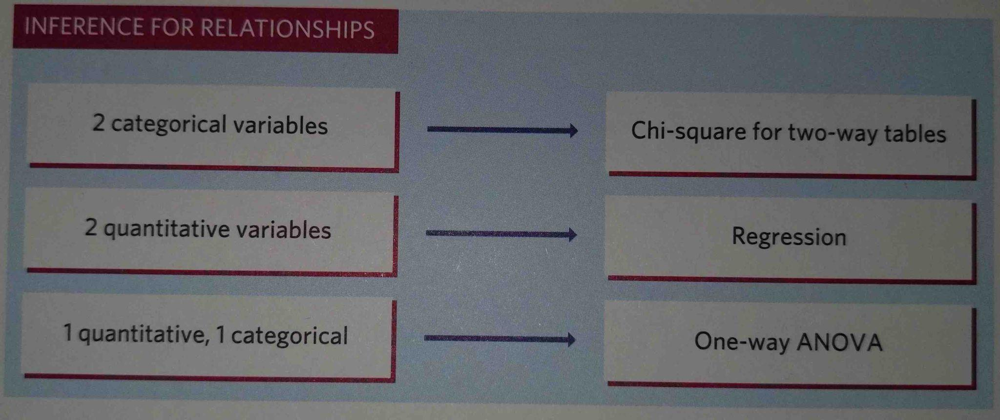 INFERENCE FOR RELATIONSHIPS
2 categorical variables
Chi-square for two-way tables
2 quantitative variables
Regression
1 quantitative, 1 categorical
One-way ANOVA